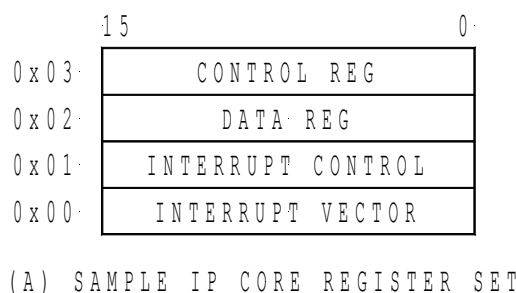 15 0
0x03 CONTROL REG
0x02 DATA REG
0x01 INTERRUPT CONTROL
0x00 INTERRUPT VECTOR
(A) SAMPLE IP CORE REGISTER SET